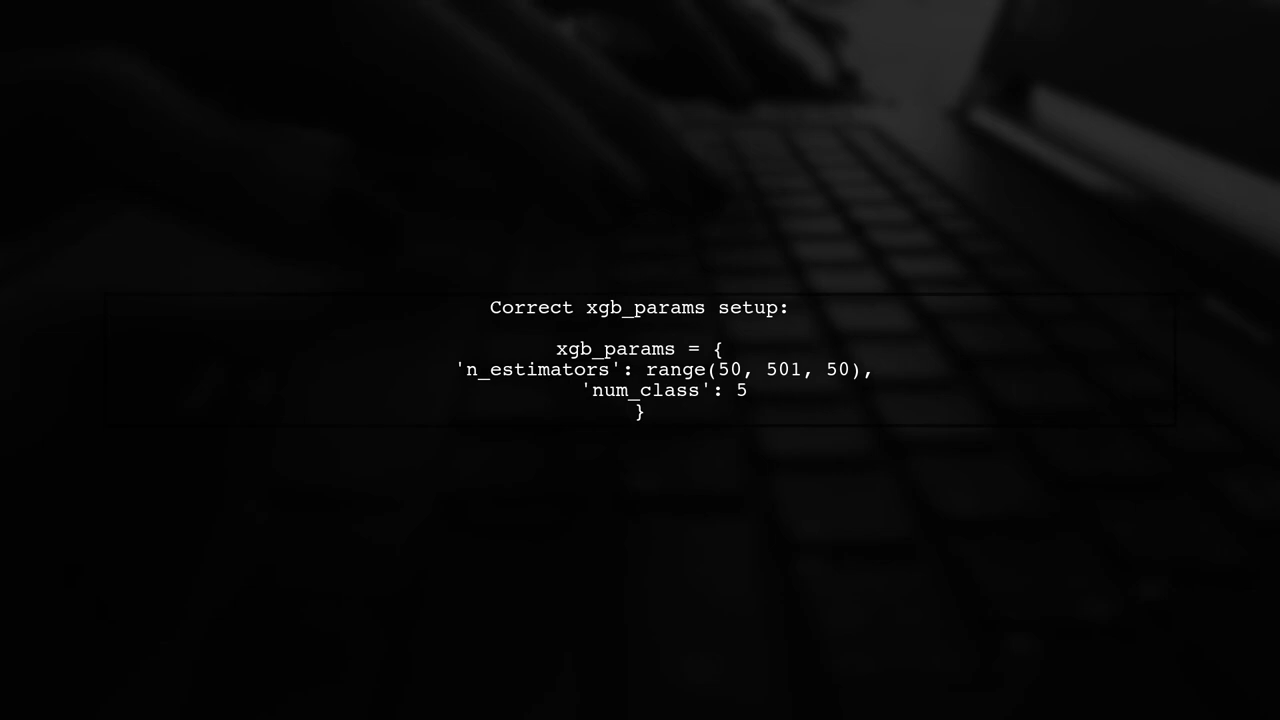 Correct xgb_params setup:
xgb_params = {
'n_estimators': range(50, 501, 50),
'num_class': 5
}